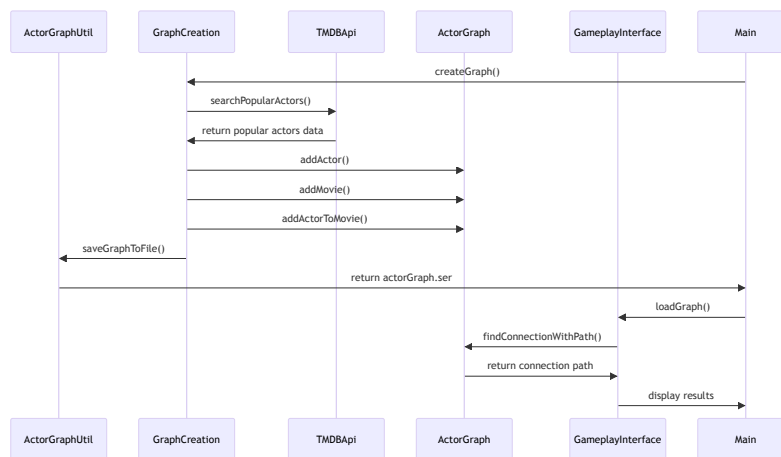 ActorGraphUtil GraphCreation TMDBApi ActorGraph GameplayInterface Main
createGraph()
searchPopularActors()
return popular actors data
addActor()
addMovie()
addActorToMovie()
saveGraphToFile()
return actorGraph.ser
loadGraph()
findConnectionWithPath()
return connection path
display results
ActorGraphUtil GraphCreation TMDBApi ActorGraph GameplayInterface Main